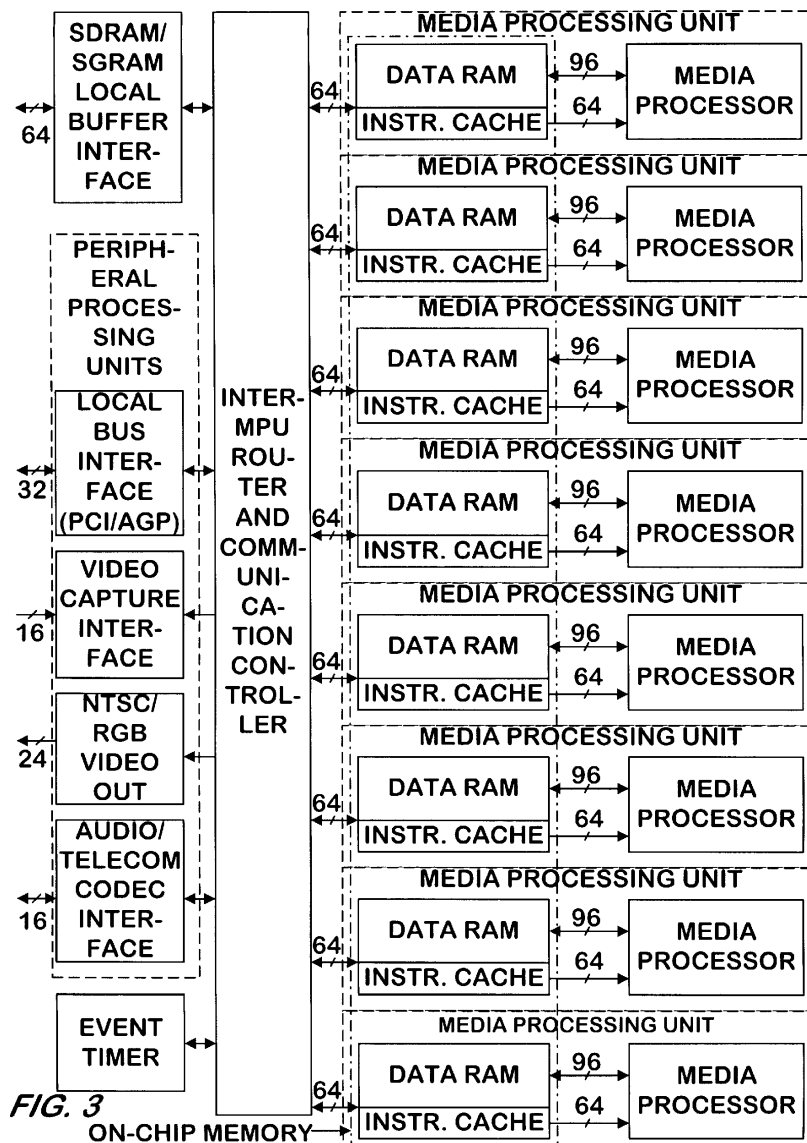 SDRAM/
SGRAM
LOCAL
BUFFER
INTER-
FACE
64
PERIPH-
ERAL
PROCES-
SING
UNITS
LOCAL
BUS
INTER-
FACE
(PCI/AGP)
32
VIDEO
CAPTURE
INTER-
FACE
16
NTSC/
RGB
VIDEO
OUT
24
AUDIO/
TELECOM
CODEC
INTER-
FACE
16
EVENT
TIMER
INTER-
MPU
ROU-
TER
AND
COMM-
UNI-
CA-
TION
CON-
TROL-
LER
MEDIA PROCESSING UNIT
64
DATA RAM
INSTR. CACHE
96
64
MEDIA
PROCESSOR
MEDIA PROCESSING UNIT
64
DATA RAM
INSTR. CACHE
96
64
MEDIA
PROCESSOR
MEDIA PROCESSING UNIT
64
DATA RAM
INSTR. CACHE
96
64
MEDIA
PROCESSOR
MEDIA PROCESSING UNIT
64
DATA RAM
INSTR. CACHE
96
64
MEDIA
PROCESSOR
MEDIA PROCESSING UNIT
64
DATA RAM
INSTR. CACHE
96
64
MEDIA
PROCESSOR
MEDIA PROCESSING UNIT
64
DATA RAM
INSTR. CACHE
96
64
MEDIA
PROCESSOR
MEDIA PROCESSING UNIT
64
DATA RAM
INSTR. CACHE
96
64
MEDIA
PROCESSOR
MEDIA PROCESSING UNIT
64
DATA RAM
INSTR. CACHE
96
64
MEDIA
PROCESSOR
FIG. 3
ON-CHIP MEMORY